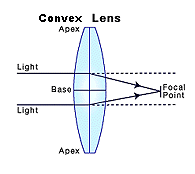 Convex Lens
Apex
Light
Base
Focal
Point
Light
Apex